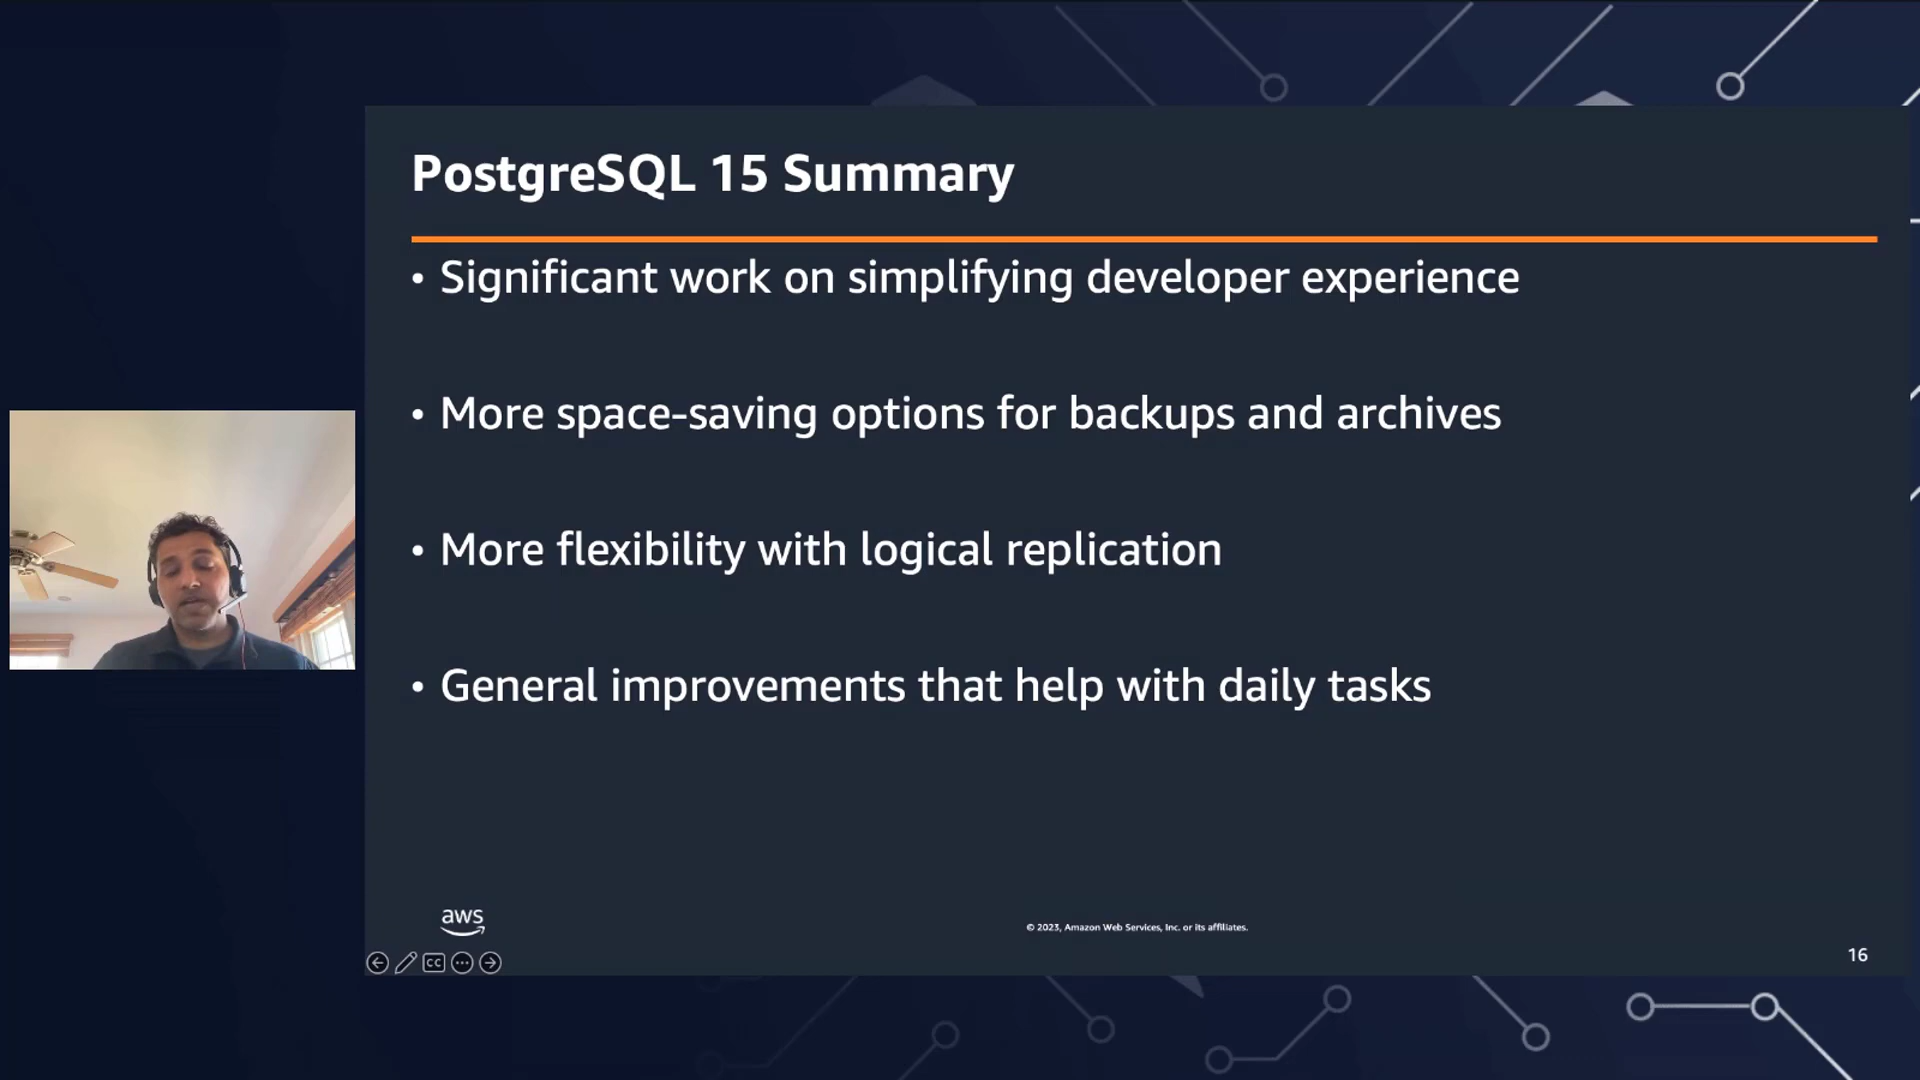 PostgreSQL 15 Summary
• Significant work on simplifying developer experience
• More space-saving options for backups and archives
• More flexibility with logical replication
• General improvements that help with daily tasks
aws
© 2023, Amazon Web Services, Inc. or its affiliates.
CC
16